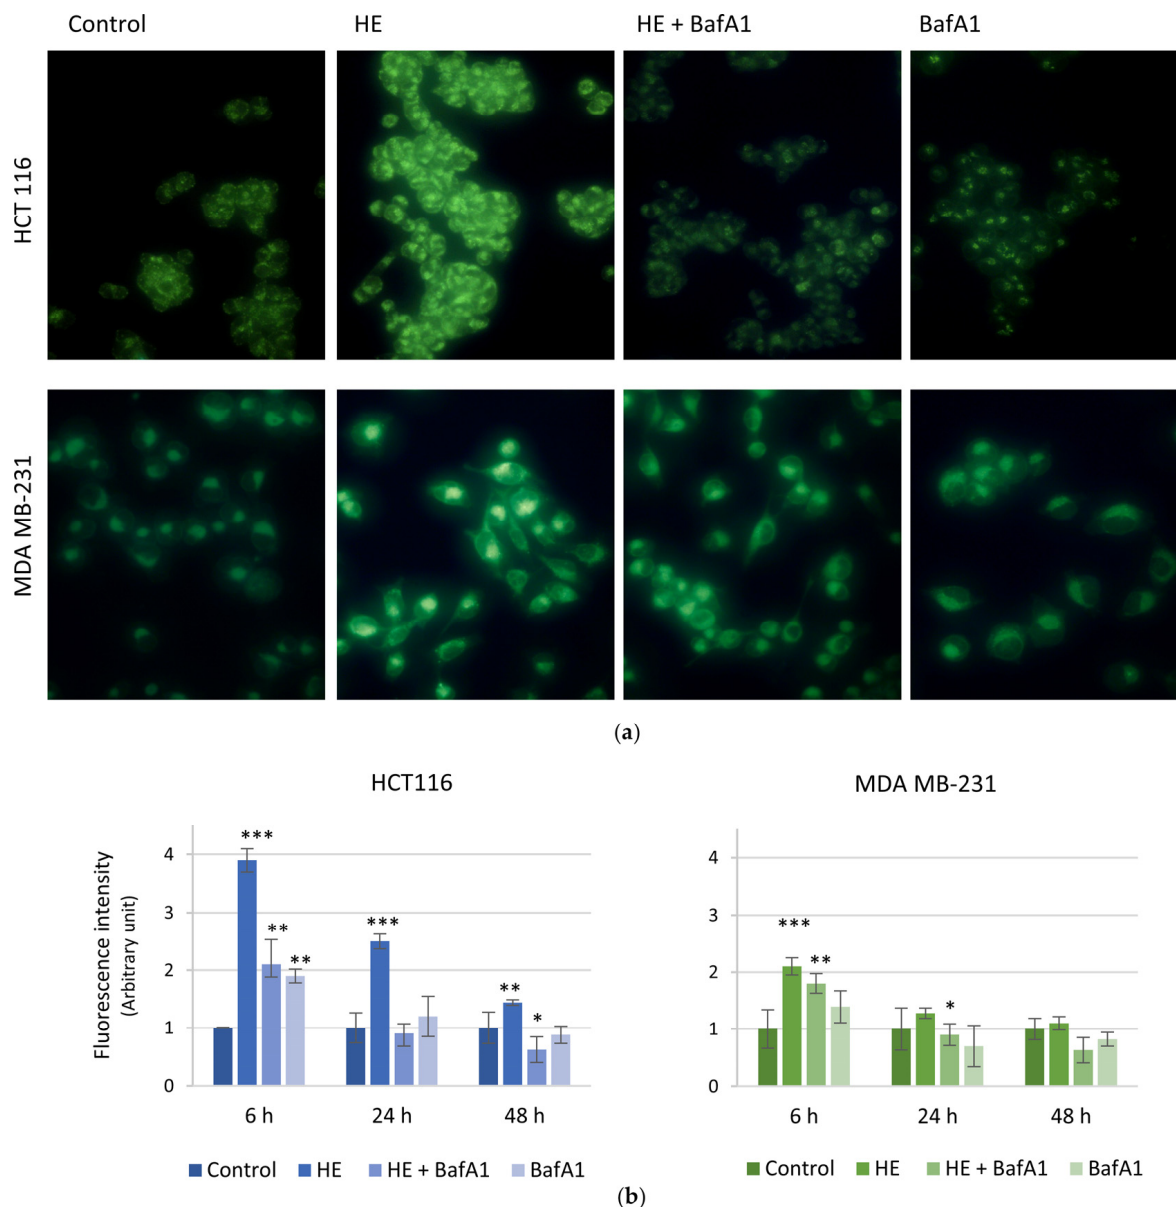 Control HE HE + BafA1 BafA1
HCT 116
MDA MB-231
(a)
HCT116
Fluorescence intensity
(Arbitrary unit)
4
3
2
1
0
***
**
**
***
**
*
6 h 24 h 48 h
Control HE HE + BafA1 BafA1
MDA MB-231
4
3
2
1
0
***
**
*
6 h 24 h 48 h
Control HE HE + BafA1 BafA1
(b)